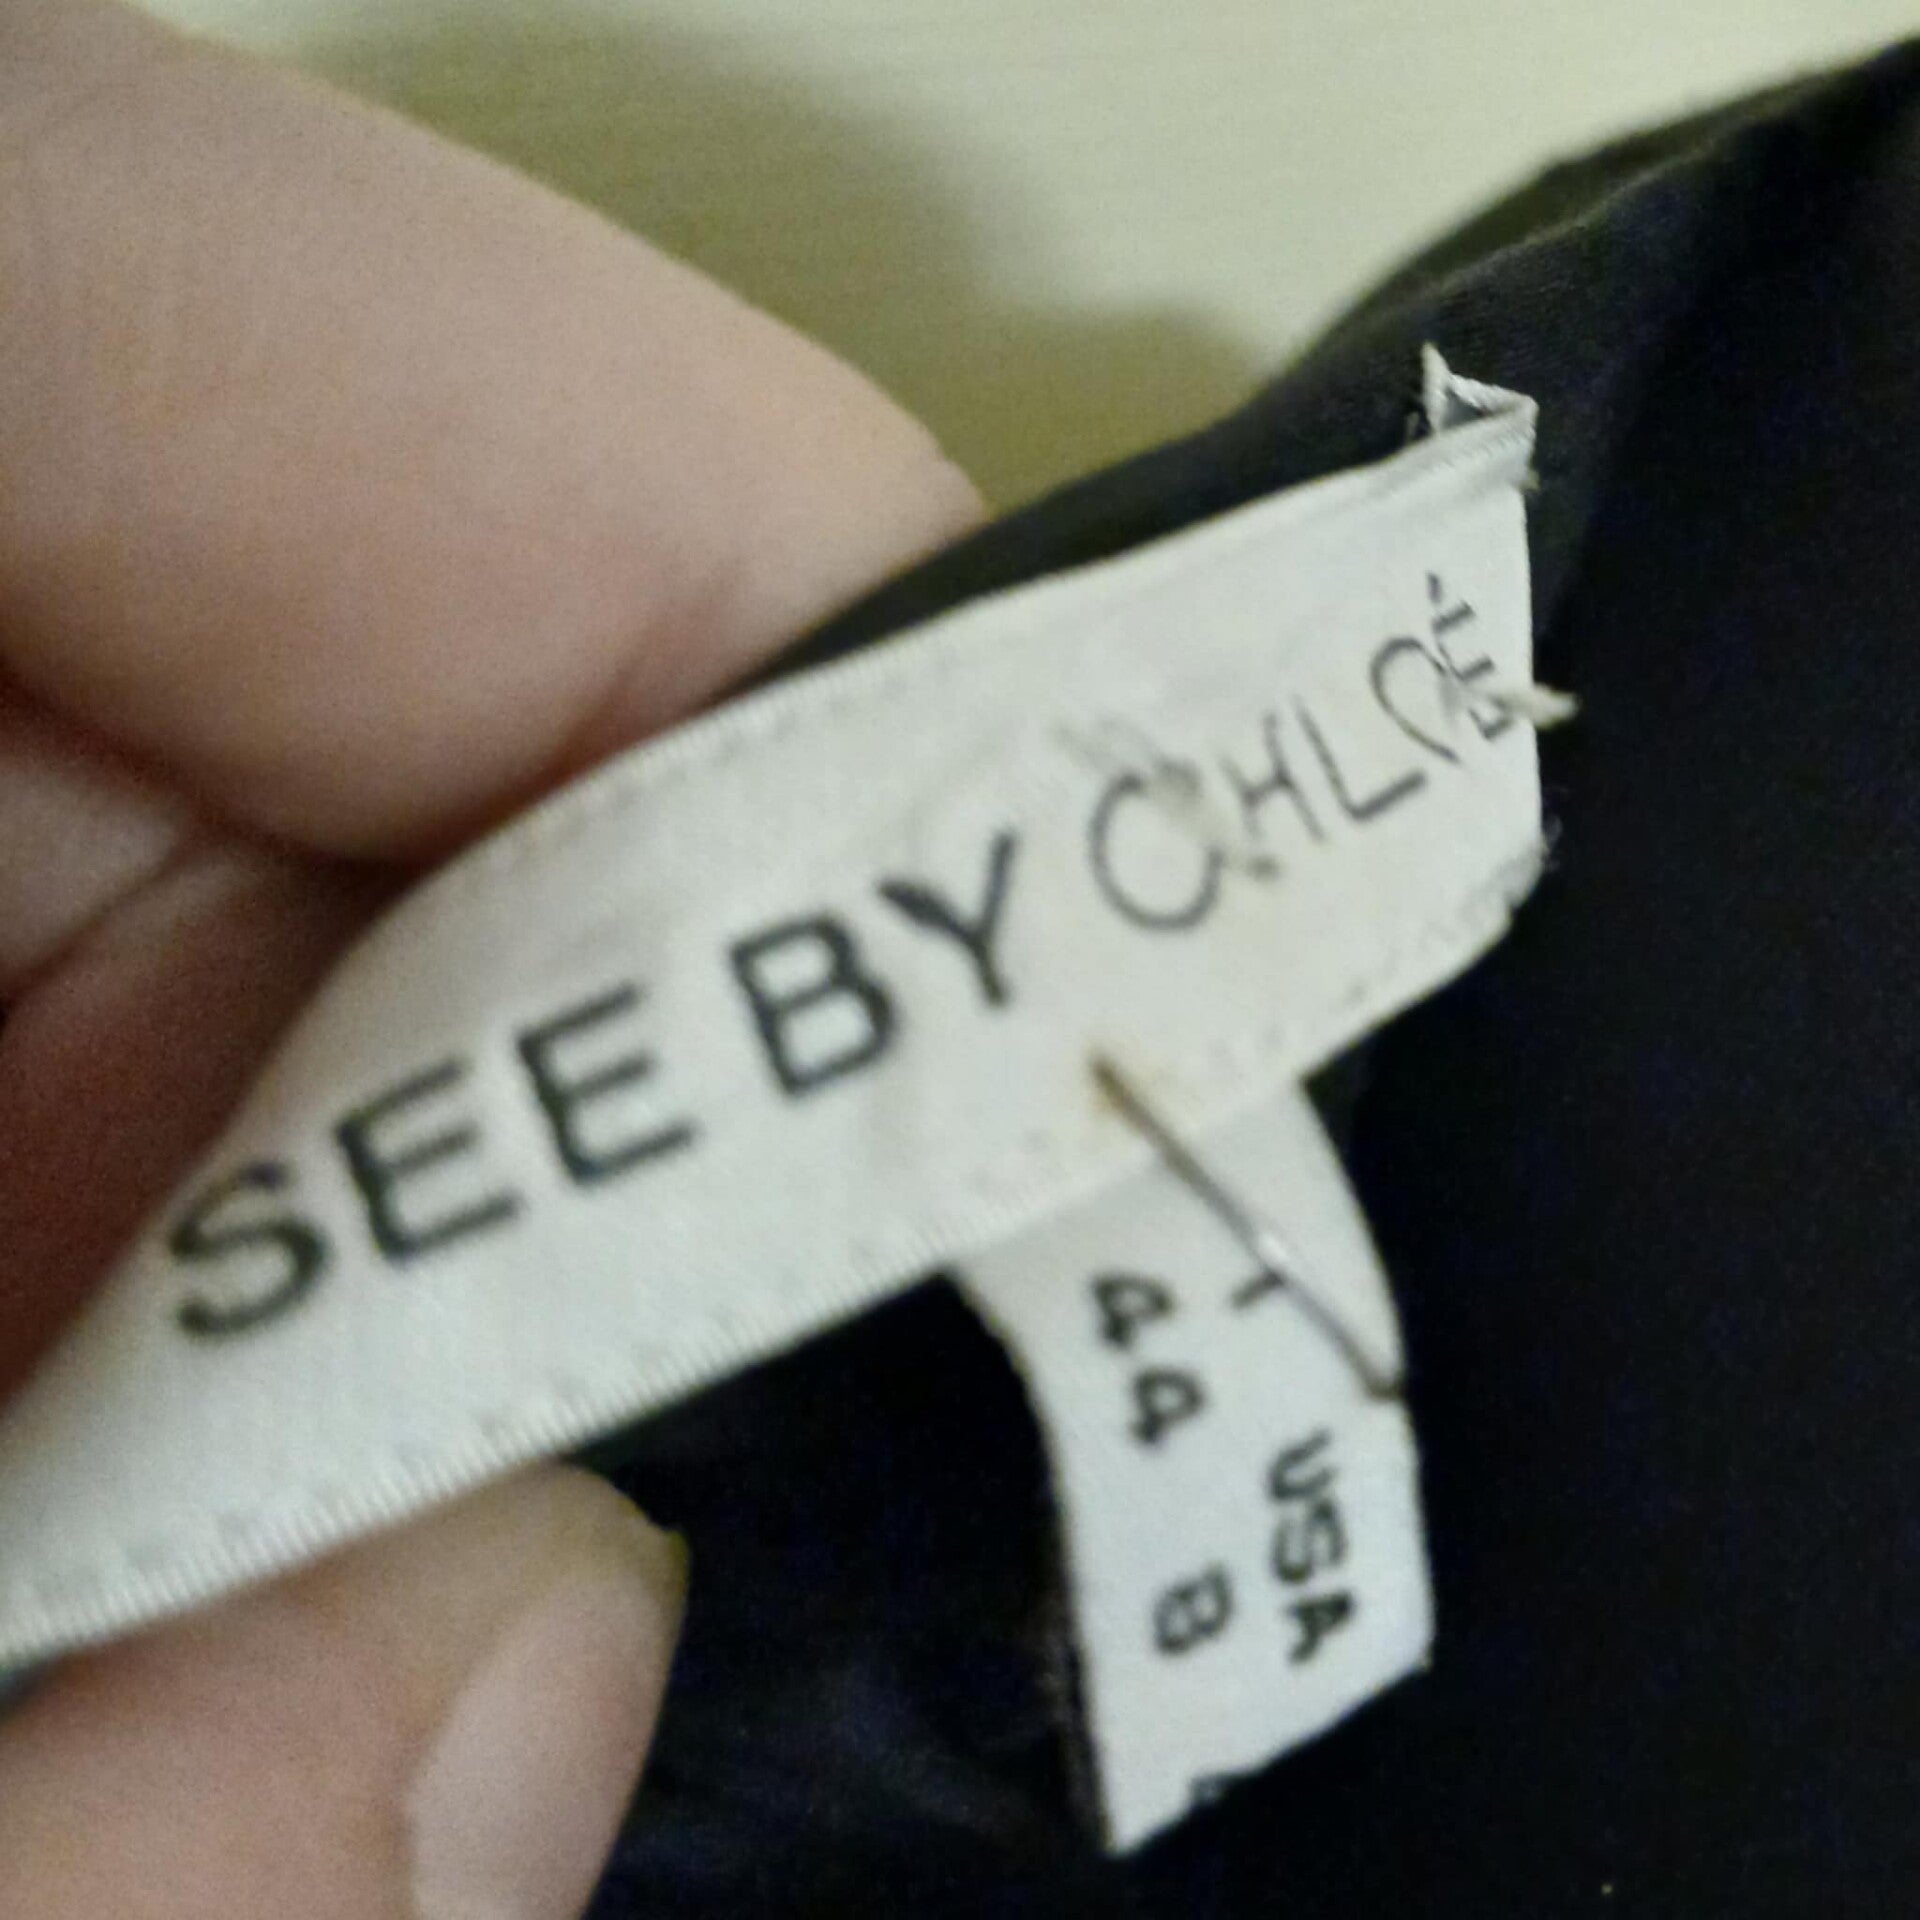 SEE BY CHLOÉ
I USA
44 8